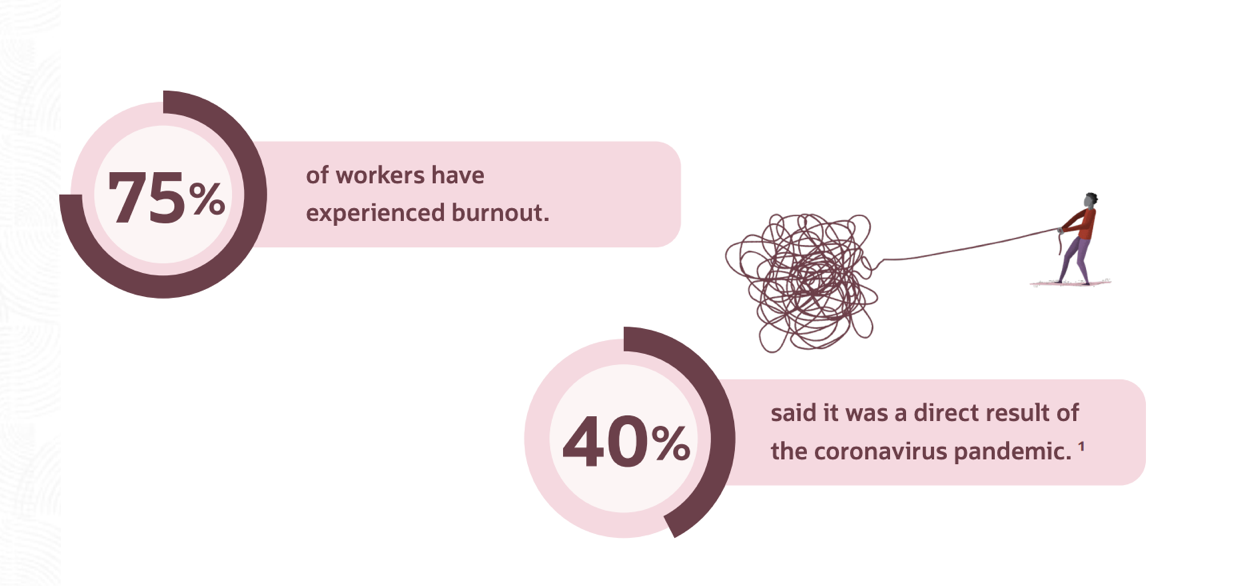 75%
of workers have
experienced burnout.
40%
said it was a direct result of
the coronavirus pandemic. ¹